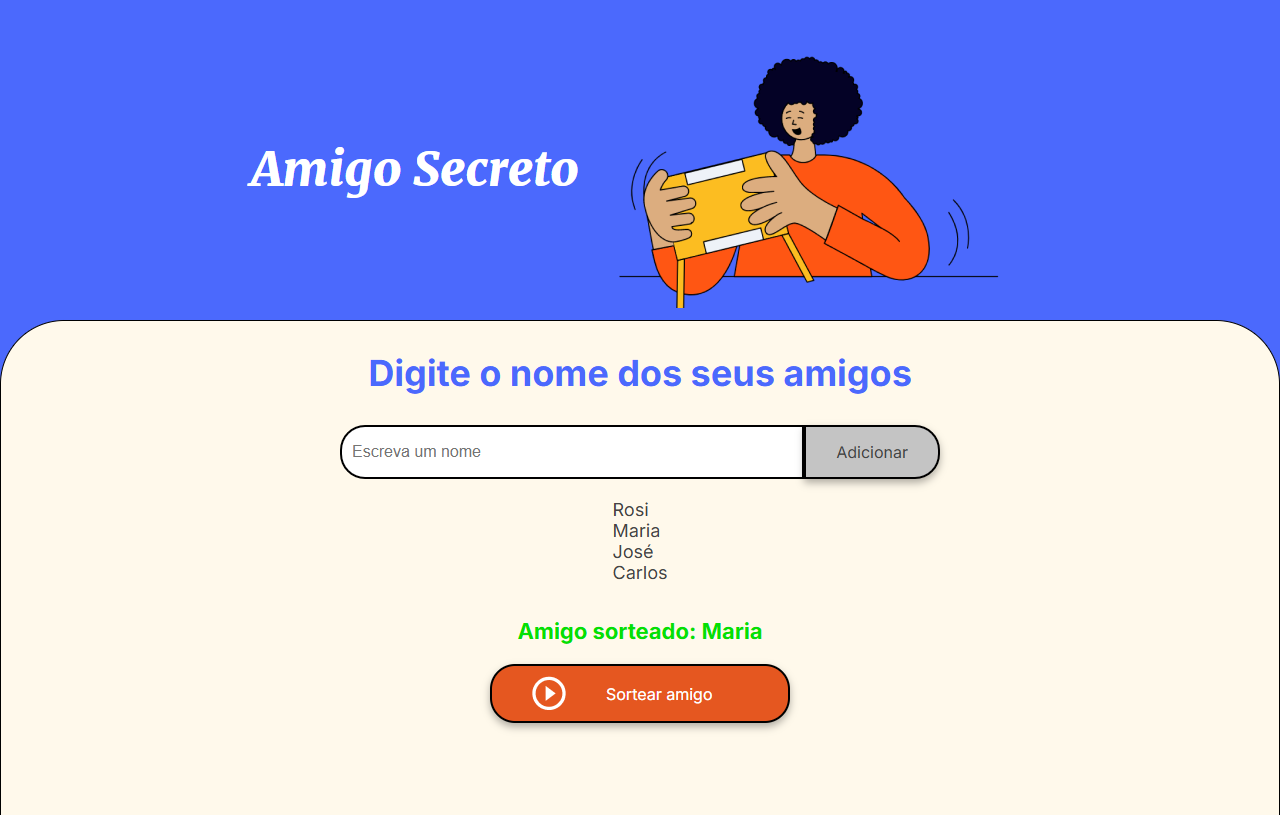 Amigo Secreto
Digite o nome dos seus amigos
Escreva um nome
Adicionar
Rosi
Maria
José
Carlos
Amigo sorteado: Maria
Sortear amigo